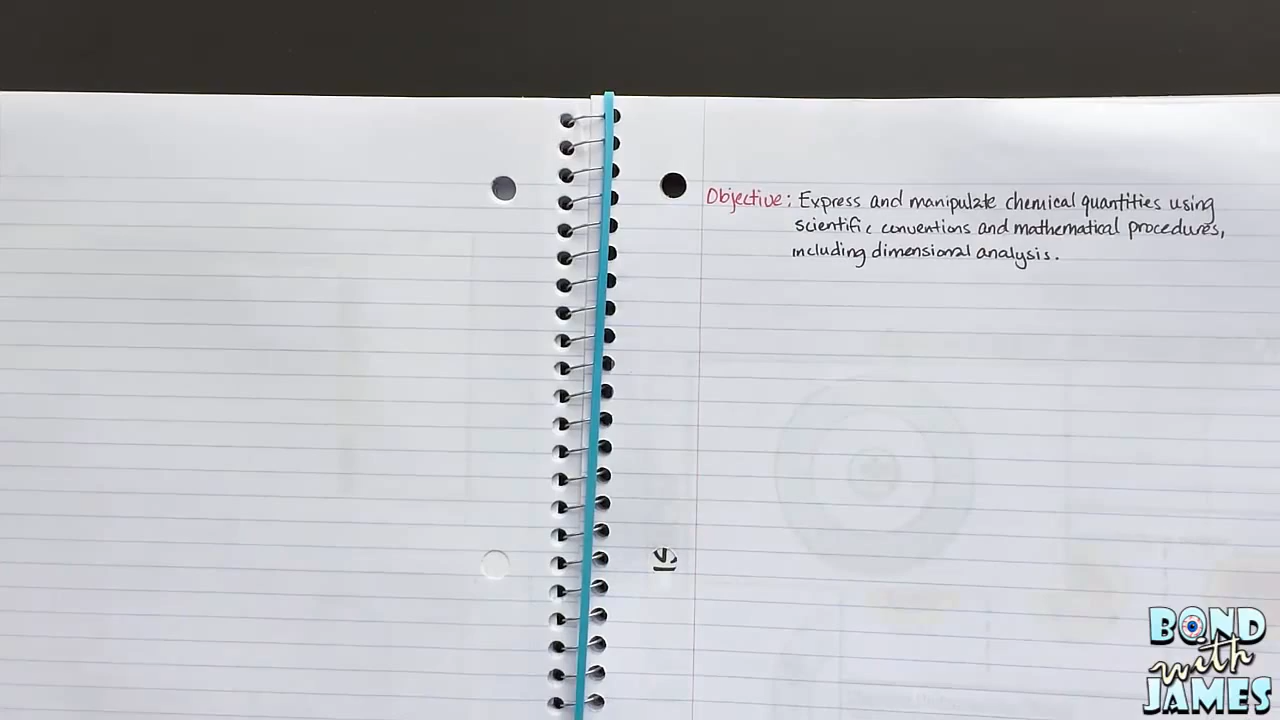 Objective: Express and manipulate chemical quantities using
scientific conventions and mathematical procedures,
including dimensional analysis.
BOND
with
JAMES